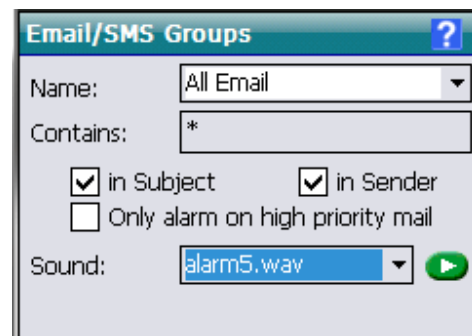 Email/SMS Groups ?
Name: All Email
Contains: *
in Subject in Sender
Only alarm on high priority mail
Sound: alarm5.wav